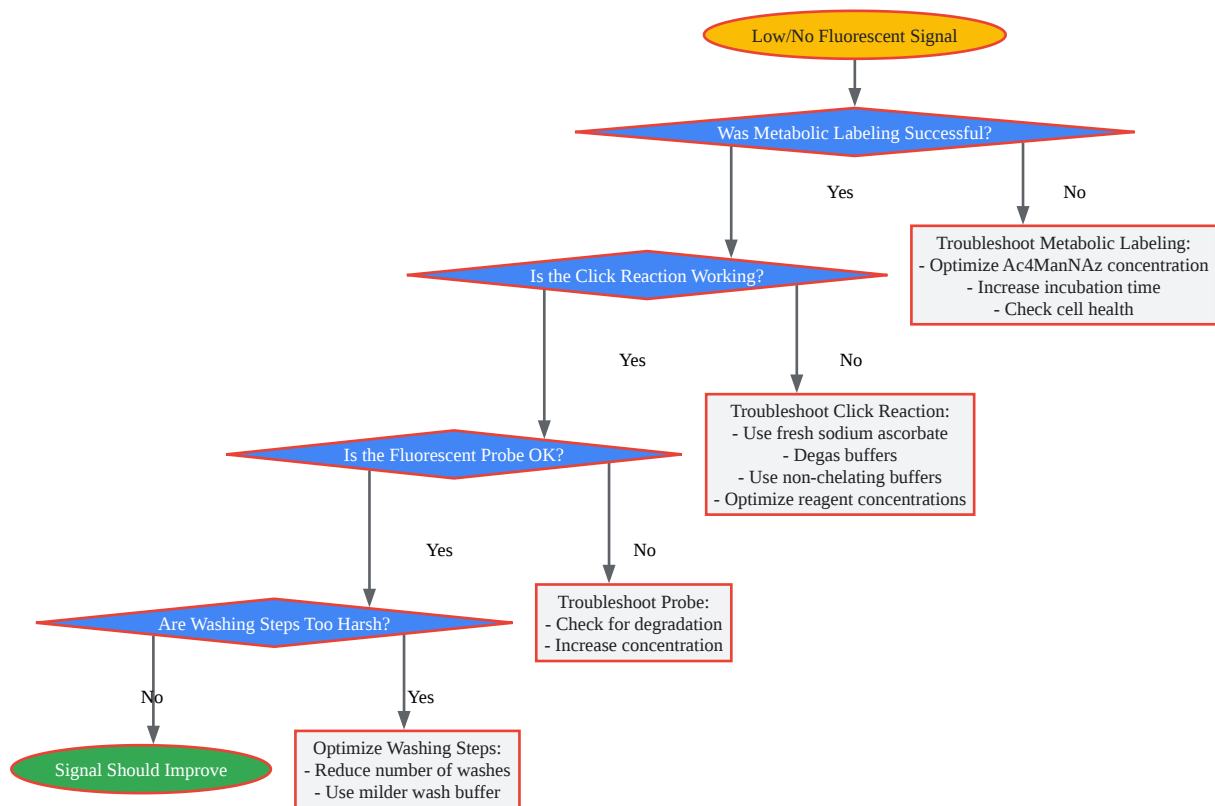 Low/No Fluorescent Signal
Was Metabolic Labeling Successful?
Yes
No
Troubleshoot Metabolic Labeling:
- Optimize Ac4ManNAz concentration
- Increase incubation time
- Check cell health
Is the Click Reaction Working?
Yes
No
Troubleshoot Click Reaction:
- Use fresh sodium ascorbate
- Degas buffers
- Use non-chelating buffers
- Optimize reagent concentrations
Is the Fluorescent Probe OK?
Yes
No
Troubleshoot Probe:
- Check for degradation
- Increase concentration
Are Washing Steps Too Harsh?
No
Yes
Signal Should Improve
Optimize Washing Steps:
- Reduce number of washes
- Use milder wash buffer